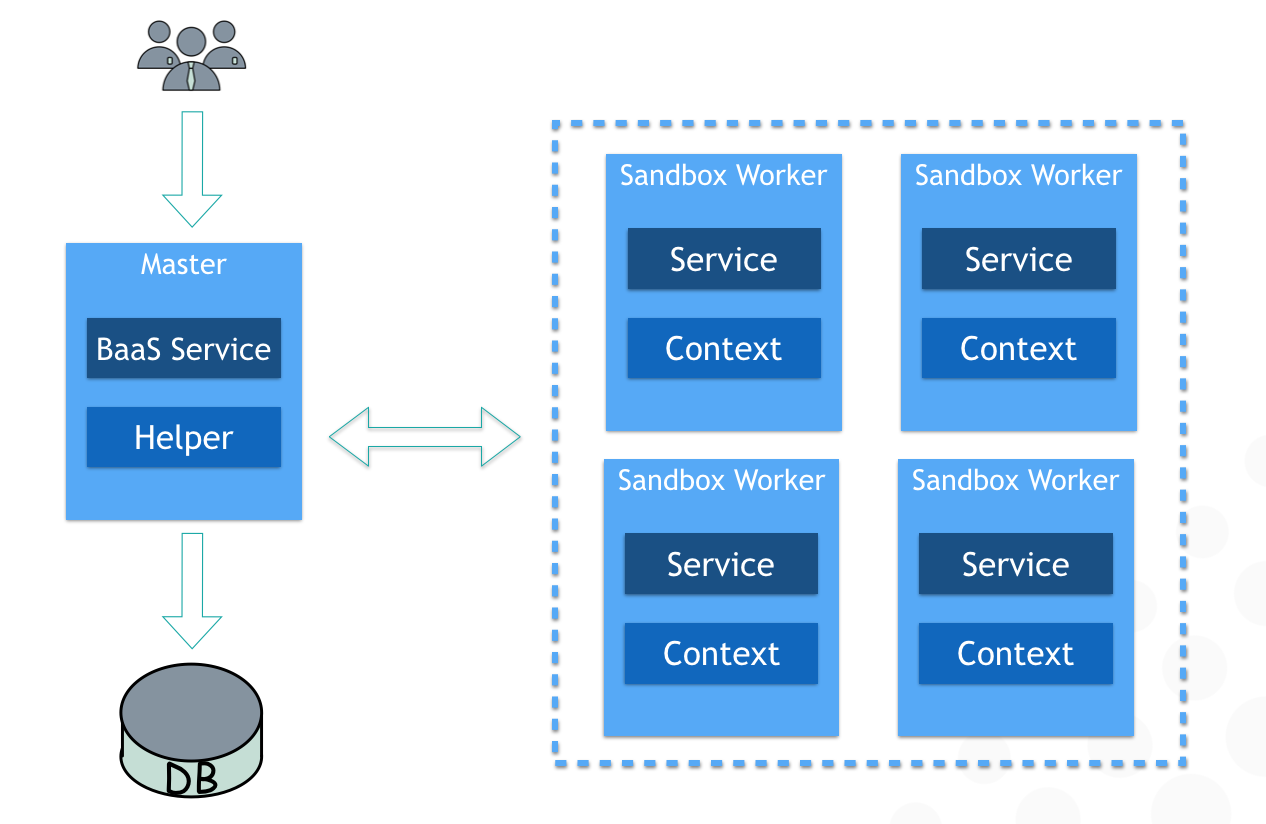 Master
BaaS Service
Helper
DB
Sandbox Worker
Service
Context
Sandbox Worker
Service
Context
Sandbox Worker
Service
Context
Sandbox Worker
Service
Context